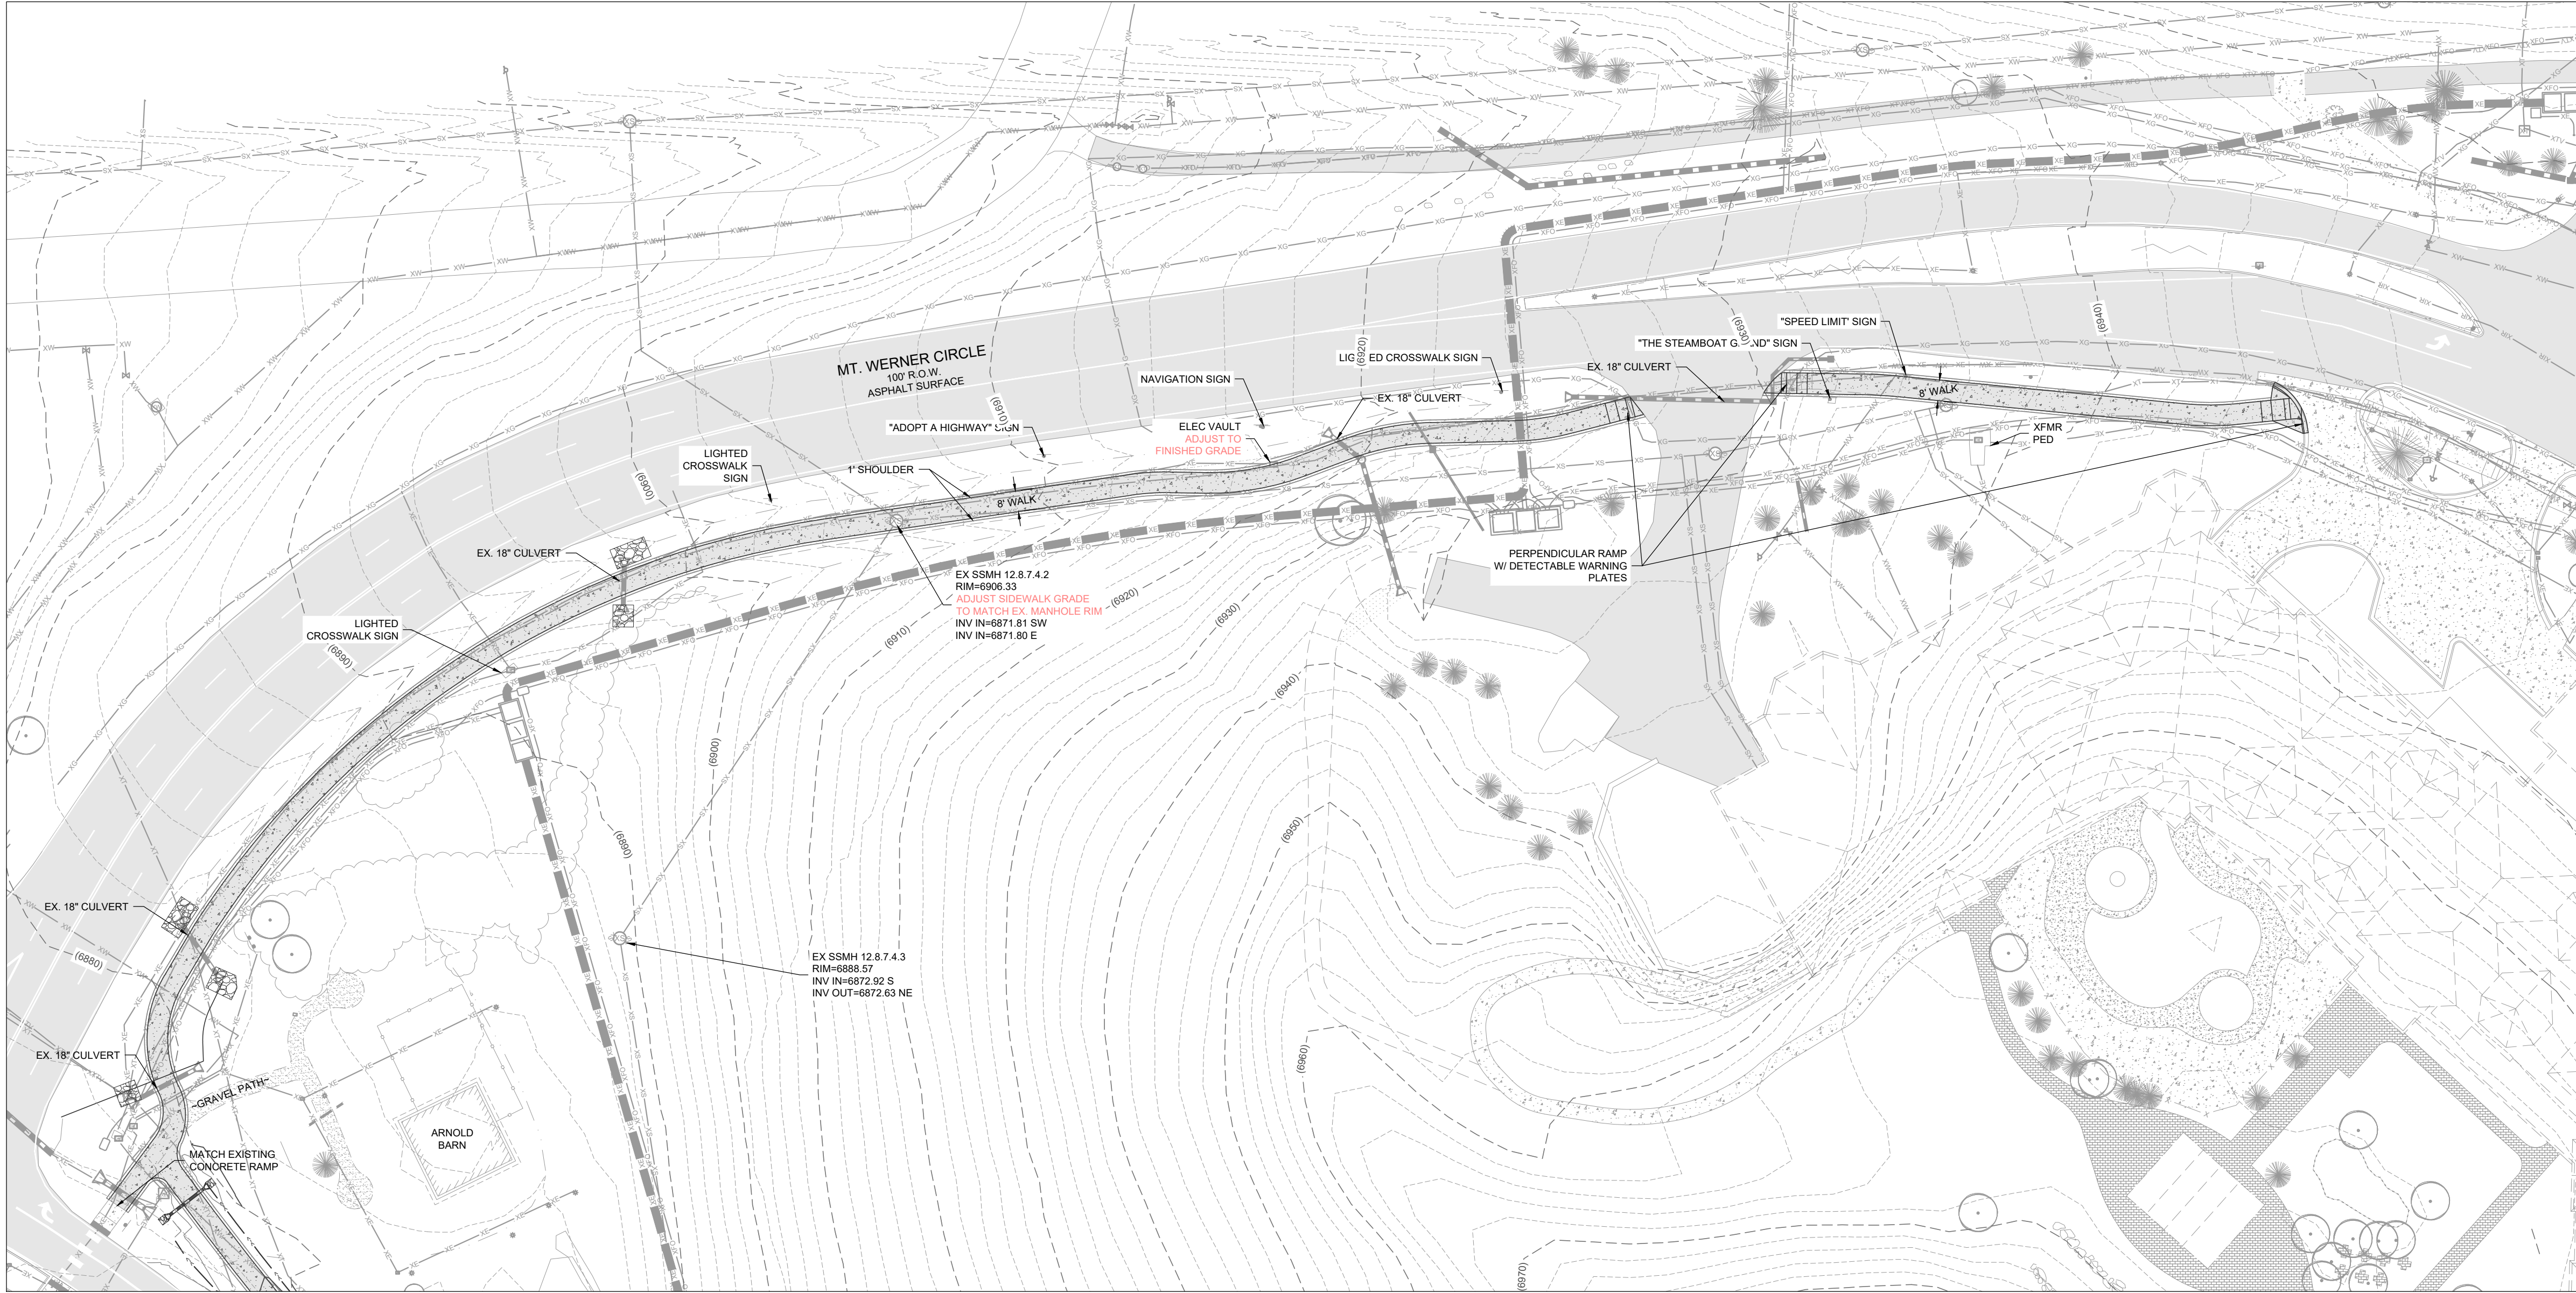 MT. WERNER CIRCLE
100' R.O.W.
ASPHALT SURFACE
"SPEED LIMIT' SIGN
(6940)
(6930)
(6920)
"THE STEAMBOAT G
ND" SIGN
ED CROSSWALK SIGN
EX. 18" CULVERT
NAVIGATION SIGN
EX. 18" CULVERT
8' WALK
(6910)
"ADOPT A HIGHWAY" SIGN
ELEC VAULT
ADJUST TO
FINISHED GRADE
XFMR
PED
LIGHTED
CROSSWALK
SIGN
1' SHOULDER
(6900)
8' WALK
EX. 18" CULVERT
PERPENDICULAR RAMP
W/ DETECTABLE WARNING
PLATES
EX SSMH 12.8.7.4.2
RIM=6906.33
ADJUST SIDEWALK GRADE
TO MATCH EX. MANHOLE RIM
INV IN=6871.81 SW
INV IN=6871.80 E
(6920)
(6930)
(6910)
LIGHTED
CROSSWALK SIGN
(6890)
(6940)
(6900)
(6890)
(6950)
EX. 18" CULVERT
(6880)
EX SSMH 12.8.7.4.3
RIM=6888.57
INV IN=6872.92 S
INV OUT=6872.63 NE
EX. 18" CULVERT
(6960)
~GRAVEL PATH~
ARNOLD
BARN
MATCH EXISTING
CONCRETE RAMP
(6970)